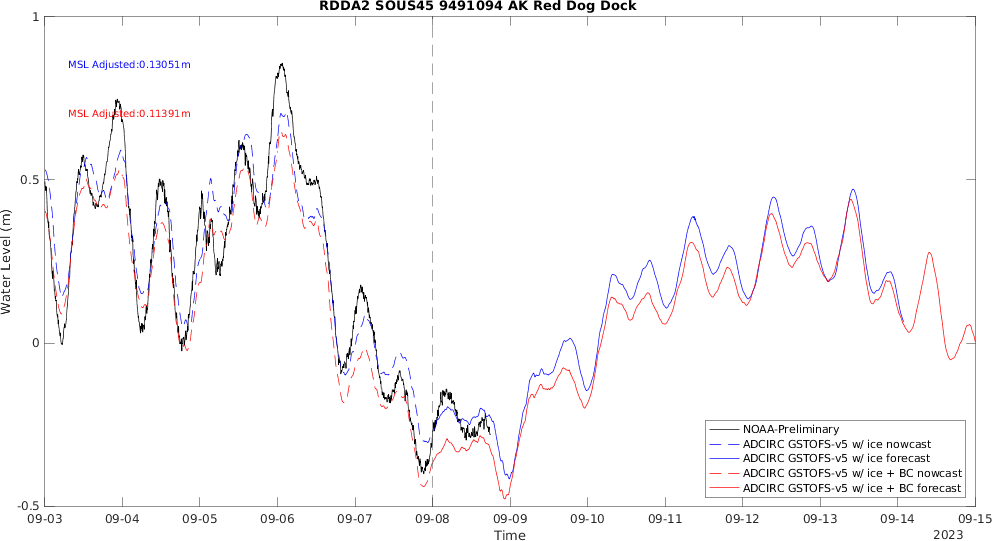 RDDA2 SOUS45 9491094 AK Red Dog Dock
1
MSL Adjusted:0.13051m
MSL Adjusted:0.11391m
0.5
Water Level (m)
0
NOAA-Preliminary
ADCIRC GSTOFS-v5 w/ ice nowcast
ADCIRC GSTOFS-v5 w/ ice forecast
ADCIRC GSTOFS-v5 w/ ice + BC nowcast
ADCIRC GSTOFS-v5 w/ ice + BC forecast
-0.5
09-03 09-04 09-05 09-06 09-07 09-08 09-09 09-10 09-11 09-12 09-13 09-14 09-15
Time
2023